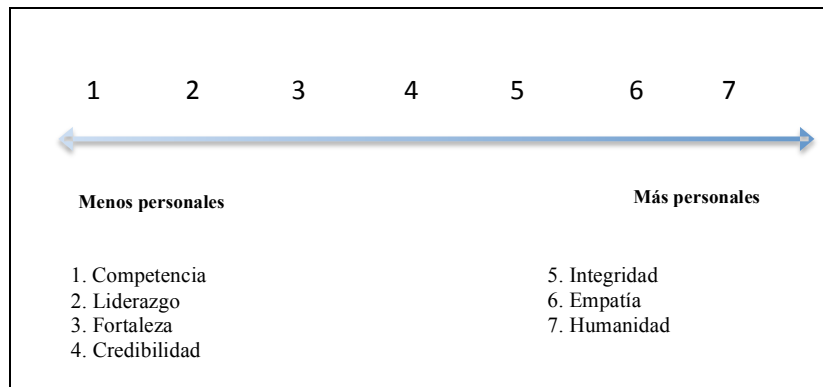 1 2 3 4 5 6 7
Menos personales
Más personales
1. Competencia
2. Liderazgo
3. Fortaleza
4. Credibilidad
5. Integridad
6. Empatía
7. Humanidad